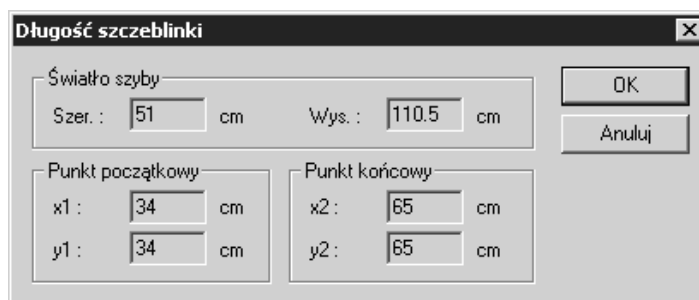 Długość szczeblinki
Światło szyby
Szer. : 51 cm Wys. : 110.5 cm
OK
Anuluj
Punkt początkowy
x1 : 34 cm
y1 : 34 cm
Punkt końcowy
x2 : 65 cm
y2 : 65 cm